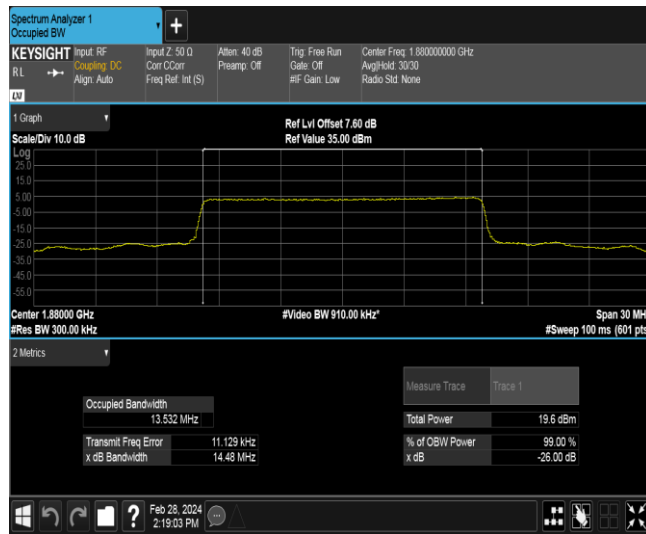 Spectrum Analyzer 1
Occupied BW
+
KEYSIGHT
RL
LXI
Input: RF
Coupling: DC
Align: Auto
Input Z: 50 Ω
Corr CCorr
Freq Ref: Int (S)
Atten: 40 dB
Preamp: Off
Trig: Free Run
Gate: Off
#IF Gain: Low
Center Freq: 1.880000000 GHz
Avg|Hold: 30/30
Radio Std: None
1 Graph
Scale/Div 10.0 dB
Ref Lvl Offset 7.60 dB
Ref Value 35.00 dBm
Log
25.0
15.0
5.00
-5.00
-15.0
-25.0
-35.0
-45.0
-55.0
Center 1.88000 GHz
#Video BW 910.00 kHz*
Span 30 MH
#Res BW 300.00 kHz
#Sweep 100 ms (601 pts
2 Metrics
Measure Trace Trace 1
Occupied Bandwidth
13.532 MHz
Total Power 19.6 dBm
Transmit Freq Error 11.129 kHz
% of OBW Power 99.00 %
x dB Bandwidth 14.48 MHz
x dB -26.00 dB
?
Feb 28, 2024
2:19:03 PM